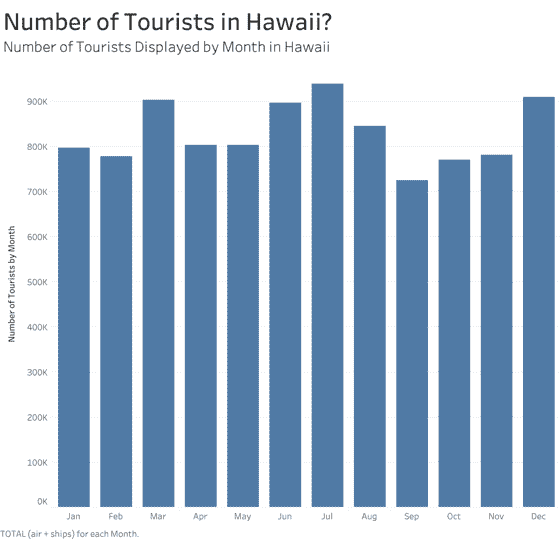 Number of Tourists in Hawaii?
Number of Tourists Displayed by Month in Hawaii
Number of Tourists by Month
900K
800K
700K
600K
500K
400K
300K
200K
100K
0K
Jan Feb Mar Apr May Jun Jul Aug Sep Oct Nov Dec
TOTAL (air + ships) for each Month.